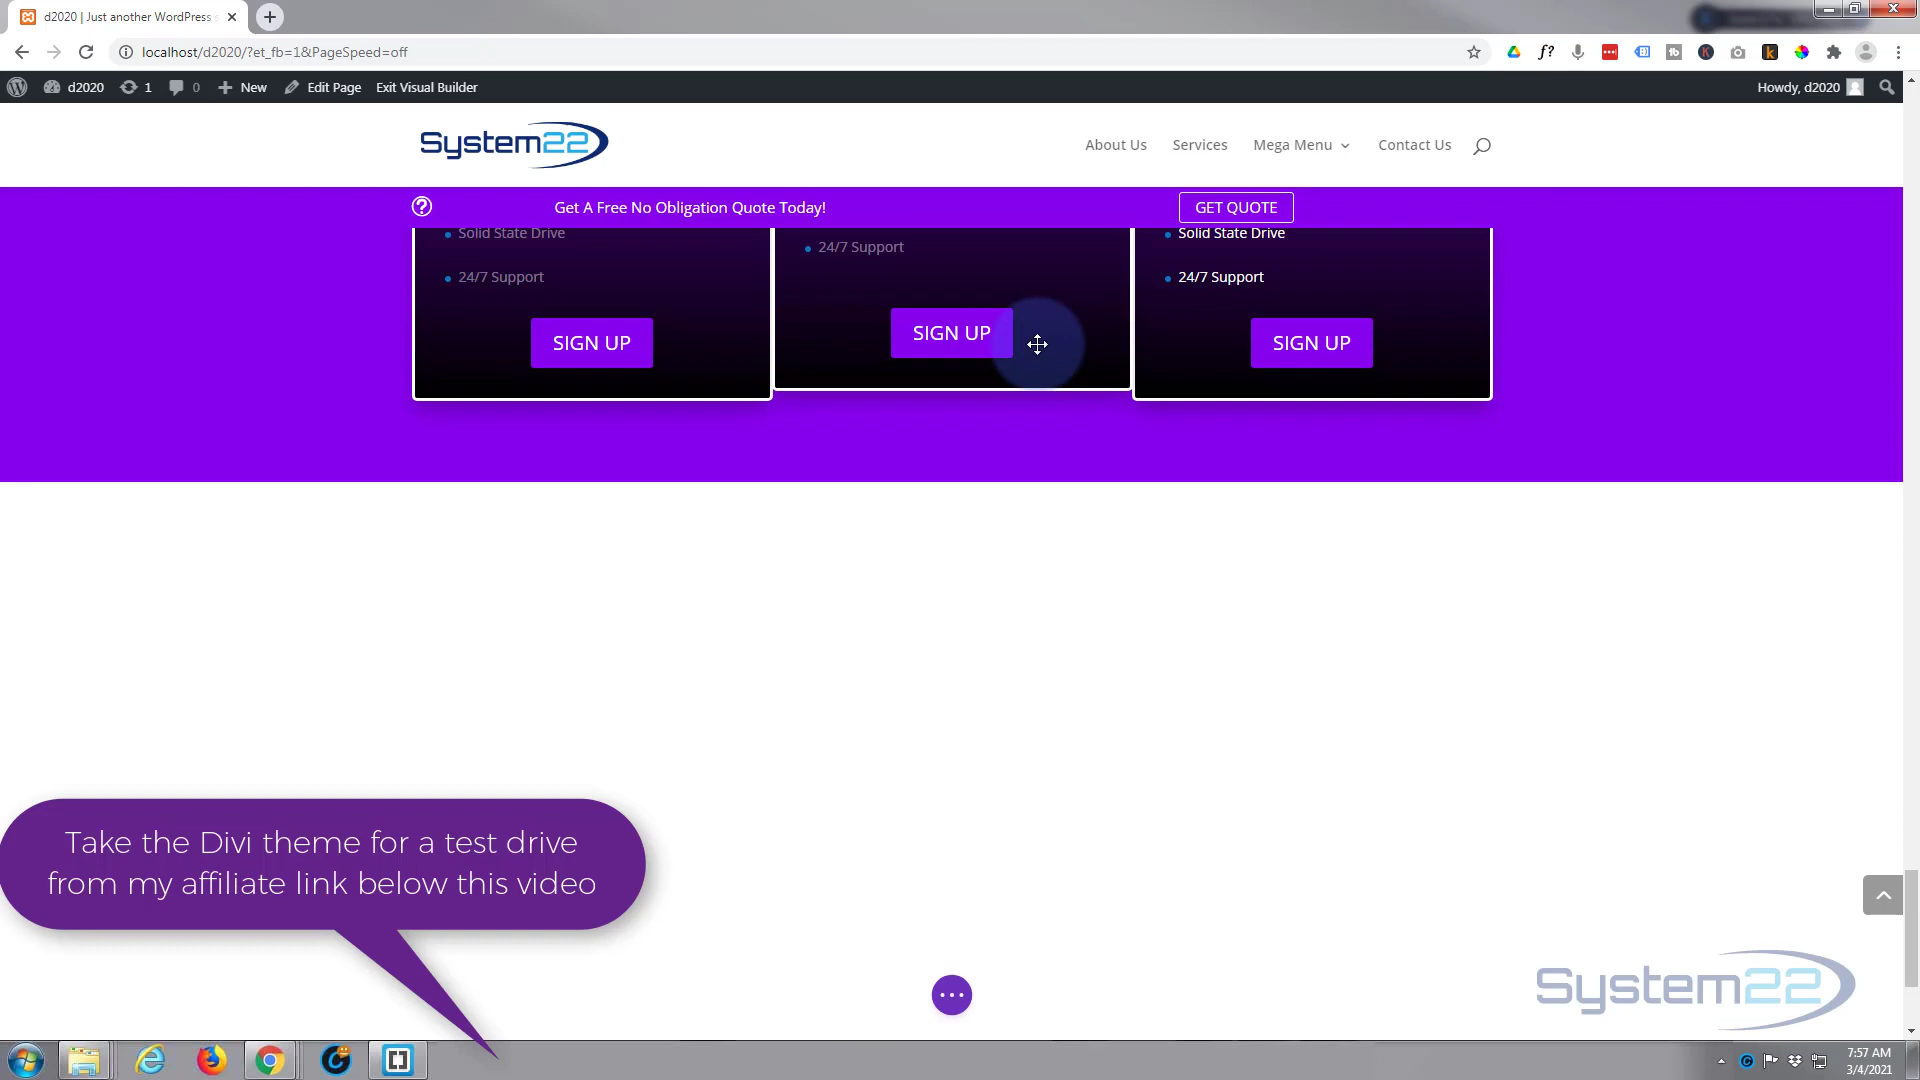 d2020 | Just another WordPress
localhost/d2020/?et_fb=1&PageSpeed=off
d2020 1 0 New Edit Page Exit Visual Builder Howdy, d2020
System22 About Us Services Mega Menu Contact Us
Get A Free No Obligation Quote Today! GET QUOTE
Solid State Drive
24/7 Support
SIGN UP
24/7 Support
SIGN UP
Solid State Drive
24/7 Support
SIGN UP
Take the Divi theme for a test drive
from my affiliate link below this video
System22
7:57 AM
3/4/2021